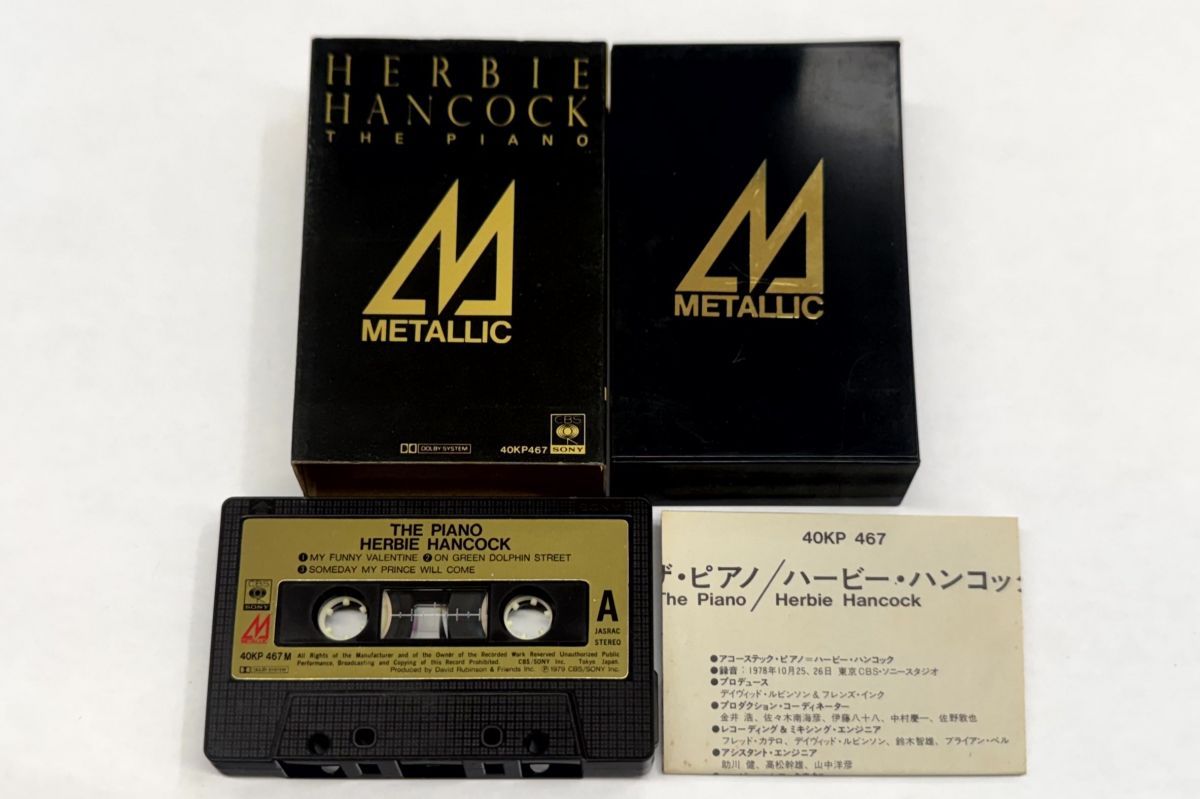 HERBIE
HANCOCK
THE PIANO
METALLIC
DOLBY SYSTEM
40KP467
CBS
SONY
METALLIC
THE PIANO
HERBIE HANCOCK
❶ MY FUNNY VALENTINE ❷ ON GREEN DOLPHIN STREET
❸ SOMEDAY MY PRINCE WILL COME
CBS
SONY
METALLIC
40KP 467M
DOLBY SYSTEM
A
JASRAC
STEREO
All Rights of the Manufacturer and of the Owner of the Recorded Work Reserved Unauthorized Public
Performance, Broadcasting and Copying of this Record Prohibited. CBS/SONY Inc. Tokyo Japan.
Produced by David Rubinson & Friends Inc. ℗1979 CBS/SONY Inc.
40KP 467
ザ・ピアノ/ハービー・ハンコック
The Piano / Herbie Hancock
●アコーステック・ピアノ=ハービー・ハンコック
●録音:1978年10月25、26日 東京CBS・ソニースタジオ
●プロデュース
デイヴィッド・ルビンソン&フレンズ・インク
●プロダクション・コーディネーター
金井 浩、佐々木南海彦、伊藤八十八、中村慶一、佐野敦也
●レコーディング&ミキシング・エンジニア
フレッド・カテロ、デイヴィッド・ルビンソン、鈴木智雄、ブライアン・ベル
●アシスタント・エンジニア
助川 健、高松幹雄、山中洋彦